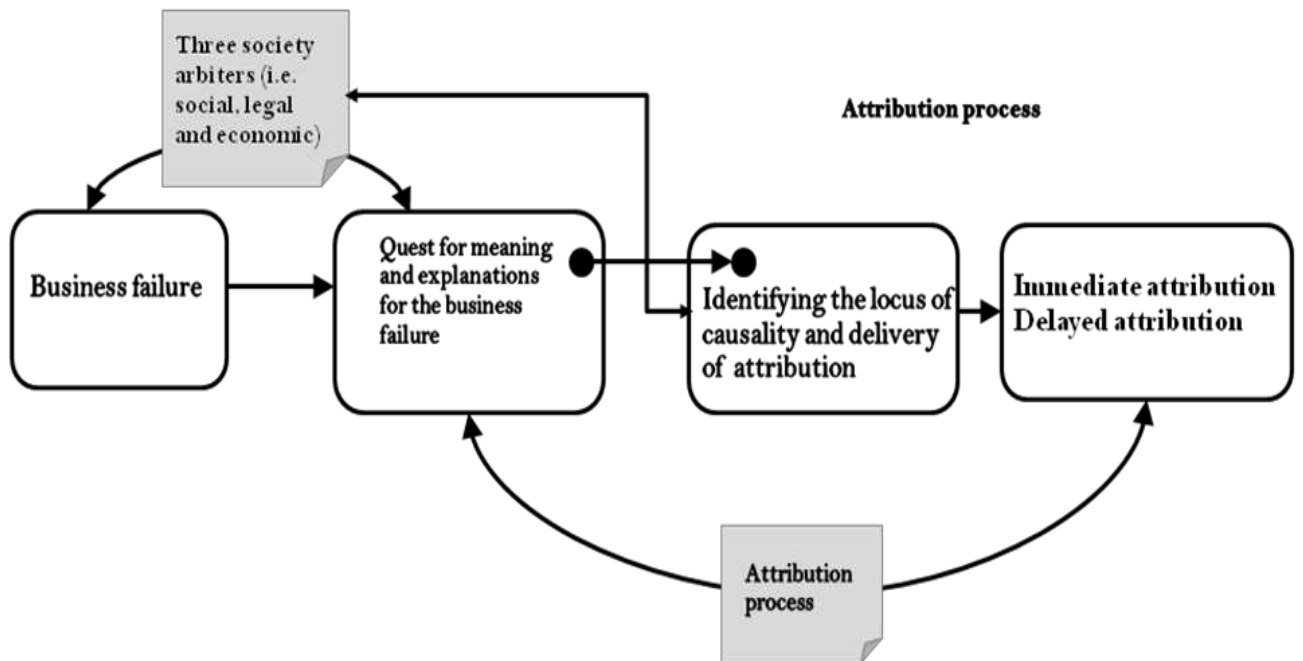 Three society
arbiters (i.e.
social, legal
and economic)
Attribution process
Business failure
Quest for meaning
and explanations
for the business
failure
Identifying the locus of
causality and delivery
of attribution
Immediate attribution
Delayed attribution
Attribution
process